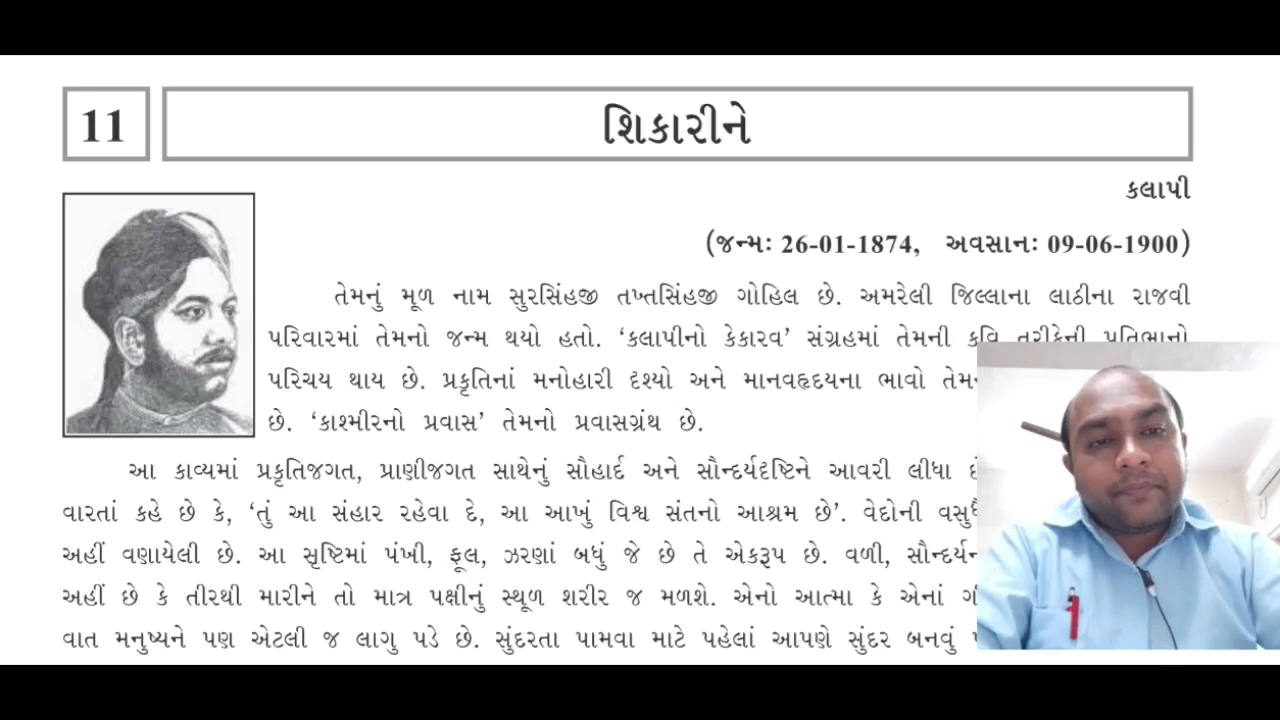 11
શિકારીને
કલાપી
(જન્મઃ 26-01-1874, અવસાનઃ 09-06-1900)
તેમનું મૂળ નામ સુરસિંહજી તખ્તસિંહજી ગોહિલ છે. અમરેલી જિલ્લાના લાઠીના રાજવી
પરિવારમાં તેમનો જન્મ થયો હતો. ‘કલાપીનો કેકારવ’ સંગ્રહમાં તેમની કવિ તરીકેની પ્રતિભાનો
પરિચય થાય છે. પ્રકૃતિનાં મનોહારી દૃશ્યો અને માનવહૃદયના ભાવો
છે. ‘કાશ્મીરનો પ્રવાસ’ તેમનો પ્રવાસગ્રંથ છે.
આ કાવ્યમાં પ્રકૃતિજગત, પ્રાણીજગત સાથેનું સૌહાર્દ અને સૌન્દર્યદૃષ્ટિને આવરી લીધા
વારતાં કહે છે કે, ‘તું આ સંહાર રહેવા દે, આ આખું વિશ્વ સંતનો આશ્રમ છે’. વેદોની
અહીં વણાયેલી છે. આ સૃષ્ટિમાં પંખી, ફૂલ, ઝરણાં બધું જે છે તે એકરૂપ છે. વળી,
અહીં છે કે તીરથી મારીને તો માત્ર પક્ષીનું સ્થૂળ શરીર જ મળશે. એનો આત્મા કે એનાં
વાત મનુષ્યને પણ એટલી જ લાગુ પડે છે. સુંદરતા પામવા માટે પહેલાં આપણે સુંદર બનવું